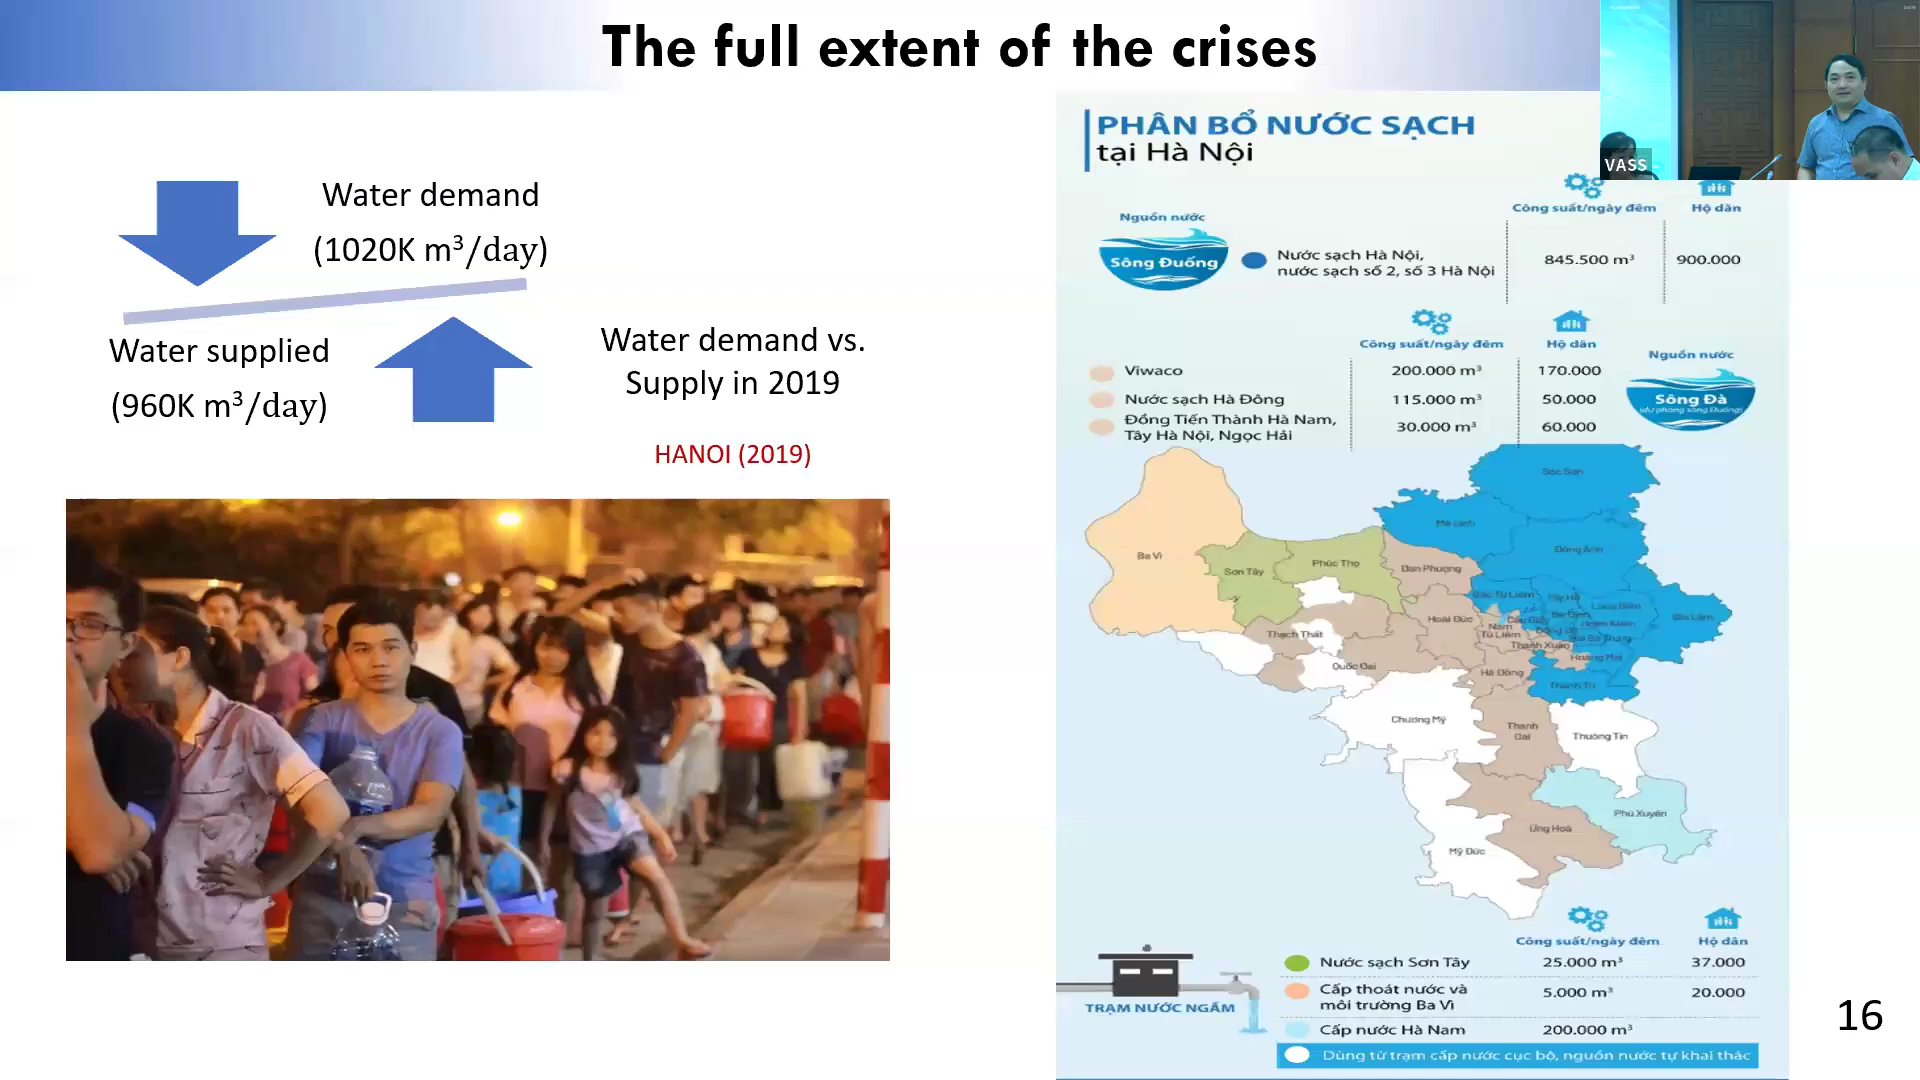 The full extent of the crises
VASS
Water demand
(1020K m³/day)
Water supplied
(960K m³/day)
Water demand vs.
Supply in 2019
HANOI (2019)
PHÂN BỔ NƯỚC SẠCH
tại Hà Nội
Công suất/ngày đêm
Hộ dân
Nguồn nước
Sông Đuống
Nước sạch Hà Nội,
nước sạch số 2, số 3 Hà Nội
845.500 m³
900.000
Công suất/ngày đêm
Hộ dân
Nguồn nước
Sông Đà
Viwaco
200.000 m³
170.000
Nước sạch Hà Đông
115.000 m³
50.000
Đồng Tiến Thành Hà Nam,
Tây Hà Nội, Ngọc Hải
30.000 m³
60.000
Sóc Sơn
Mê Linh
Đông Anh
Ba Vì
Sơn Tây
Phúc Thọ
Đan Phượng
Bắc Từ Liêm
Tây Hồ
Long Biên
Gia Lâm
Hoài Đức
Nam
Từ Liêm
Thanh Xuân
Hoàng Mai
Thạch Thất
Quốc Oai
Hà Đông
Thanh Trì
Chương Mỹ
Thanh
Oai
Thường Tín
Phú Xuyên
Ứng Hoà
Mỹ Đức
Công suất/ngày đêm
Hộ dân
TRẠM NƯỚC NGẦM
Nước sạch Sơn Tây
25.000 m³
37.000
Cấp thoát nước và
môi trường Ba Vì
5.000 m³
20.000
Cấp nước Hà Nam
200.000 m³
Dùng từ trạm cấp nước cục bộ, nguồn nước tự khai thác
16